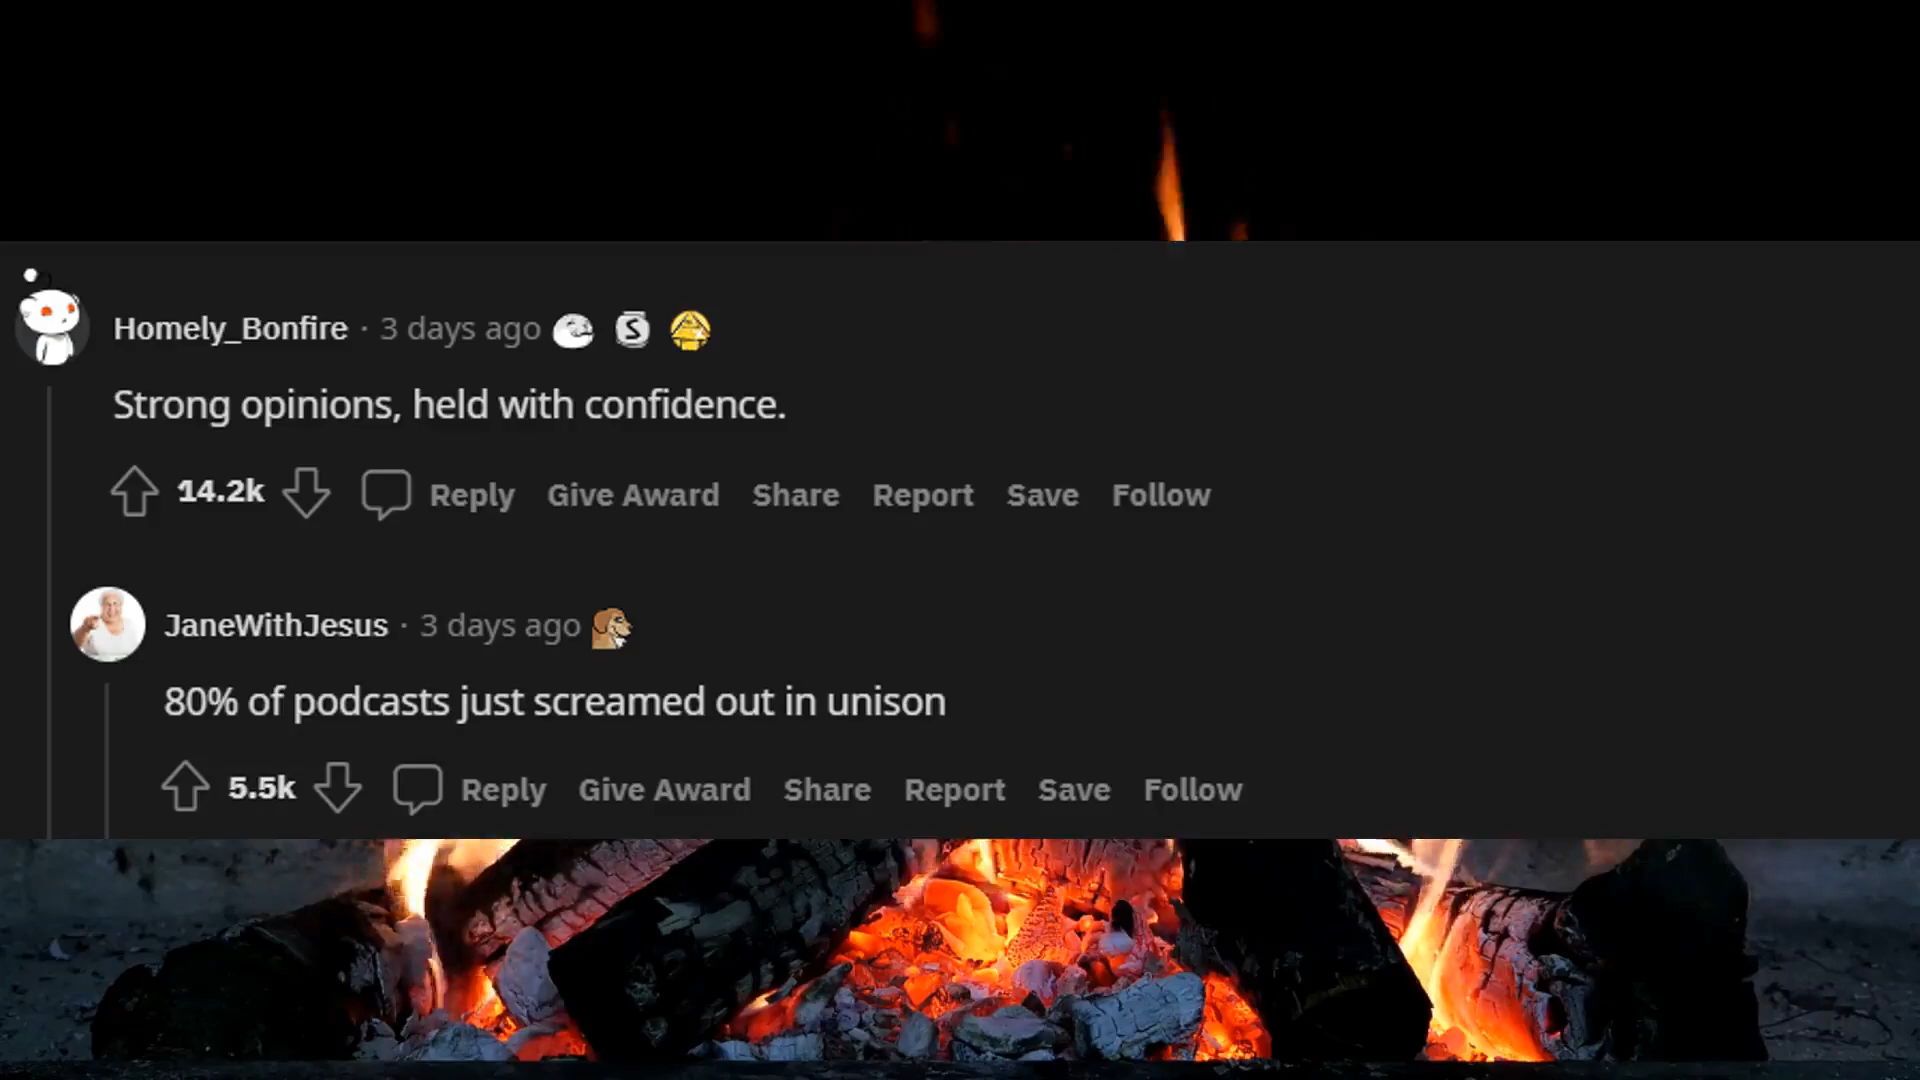 Homely_Bonfire · 3 days ago
Strong opinions, held with confidence.
14.2k Reply Give Award Share Report Save Follow
JaneWithJesus · 3 days ago
80% of podcasts just screamed out in unison
5.5k Reply Give Award Share Report Save Follow